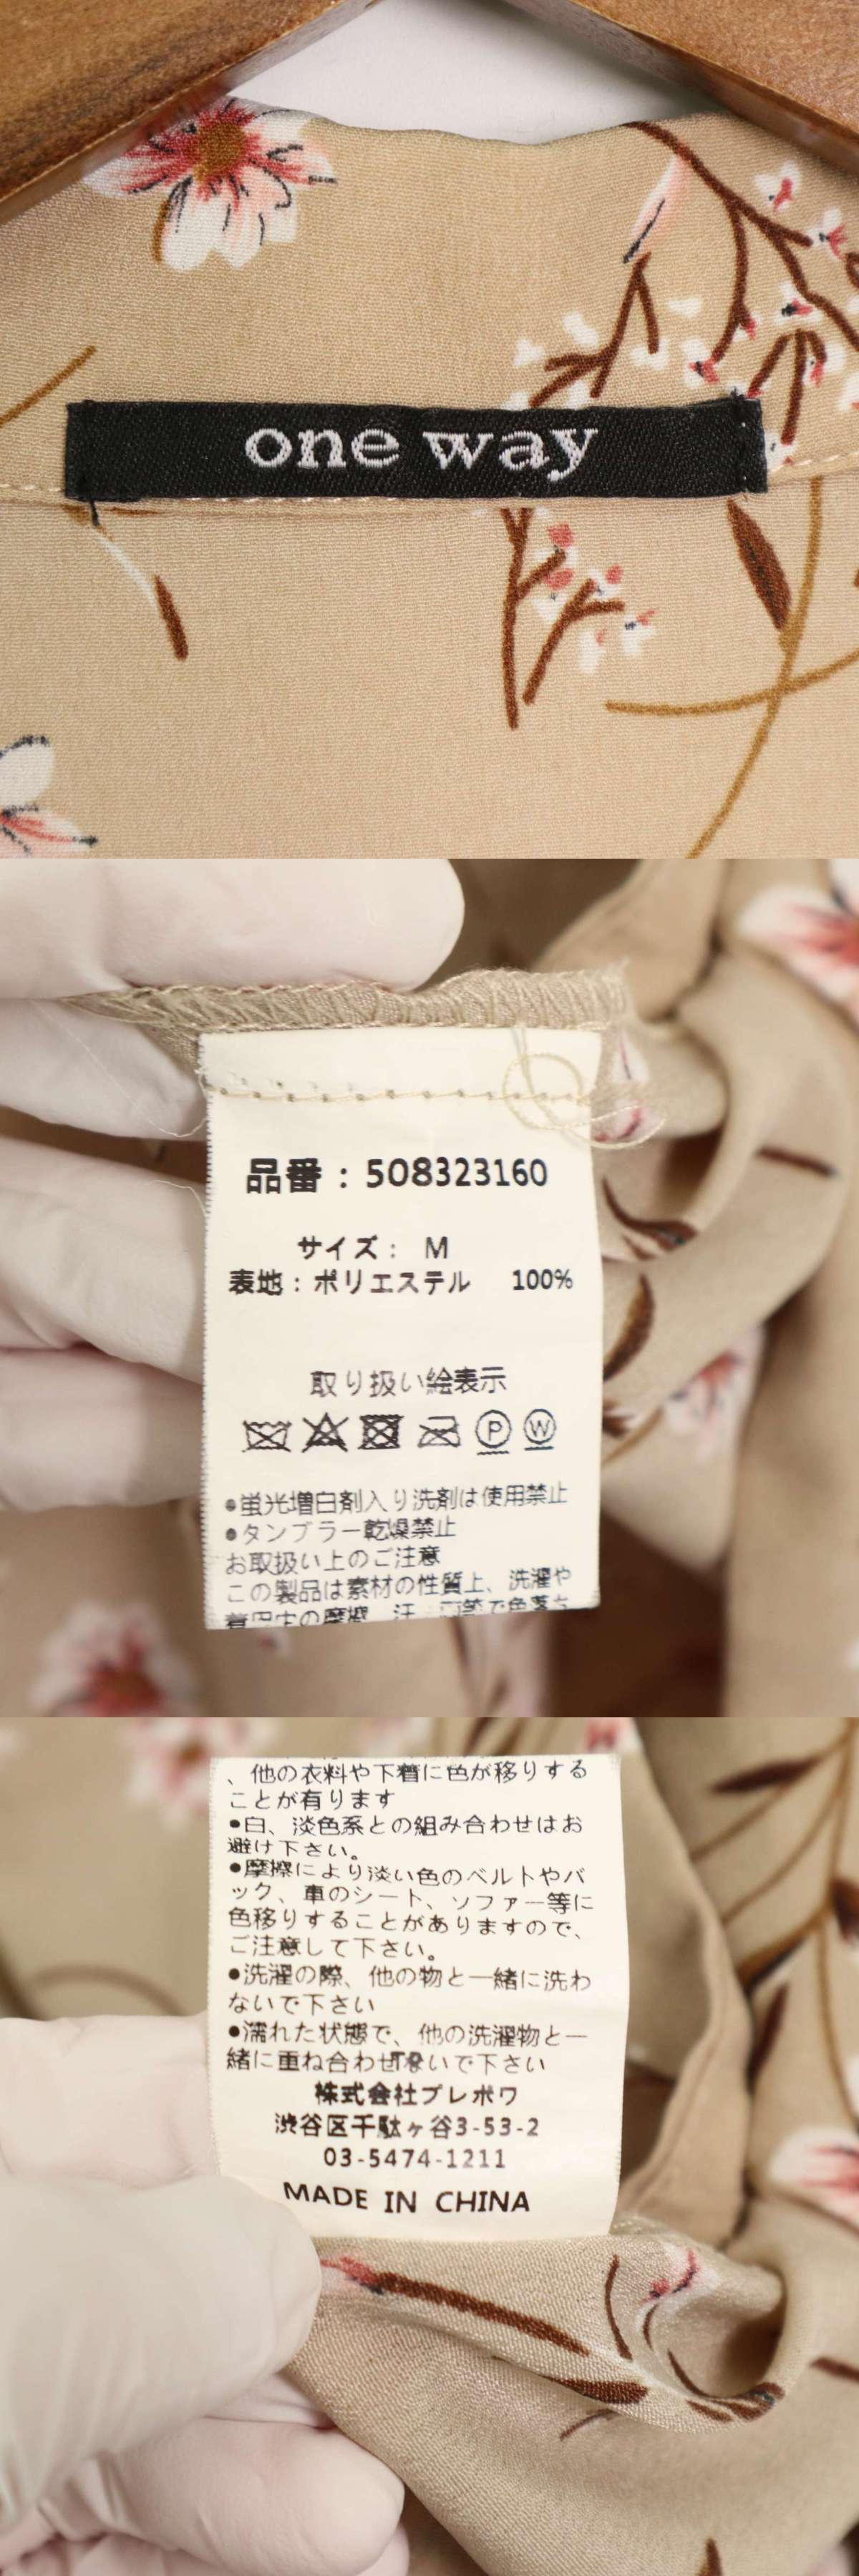 one way
品番：508323160
サイズ： M
表地：ポリエステル 100%
取り扱い絵表示
P W
●蛍光増白剤入り洗剤は使用禁止
●タンブラー乾燥禁止
お取扱い上のご注意
この製品は素材の性質上、洗濯や
、他の衣料や下着に色が移りする
ことが有ります
●白、淡色系との組み合わせはお
避け下さい。
●摩擦により淡い色のベルトやバ
ック、車のシート、ソファー等に
色移りすることがありますので、
ご注意して下さい。
●洗濯の際、他の物と一緒に洗わ
ないで下さい
●濡れた状態で、他の洗濯物と一
緒に重ね合わせないで下さい
株式会社プレポワ
渋谷区千駄ヶ谷3-53-2
03-5474-1211
MADE IN CHINA